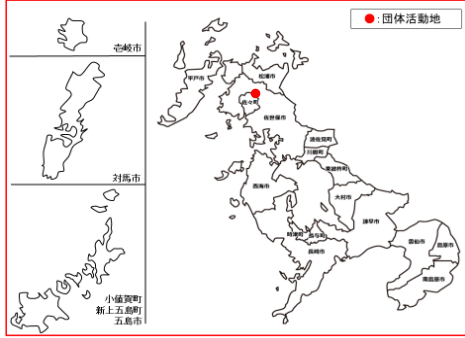 ●:団体活動地
壱岐市
対馬市
小値賀町
新上五島町
五島市
平戸市
松浦市
佐々町
佐世保市
波佐見町
川棚町
東彼杵町
西海市
大村市
諫早市
時津町
長与町
長崎市
雲仙市
島原市
南島原市